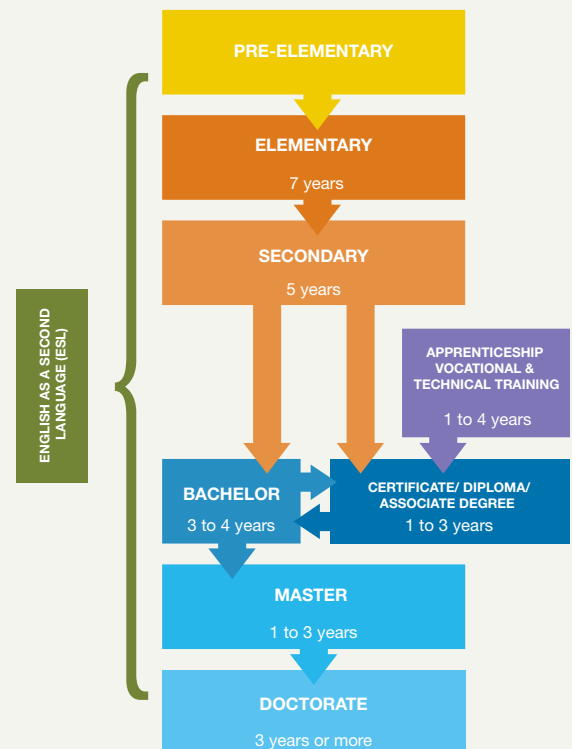 PRE-ELEMENTARY
ELEMENTARY
7 years
SECONDARY
5 years
ENGLISH AS A SECOND
LANGUAGE (ESL)
APPRENTICESHIP
VOCATIONAL &
TECHNICAL TRAINING
1 to 4 years
BACHELOR
3 to 4 years
CERTIFICATE/ DIPLOMA/
ASSOCIATE DEGREE
1 to 3 years
MASTER
1 to 3 years
DOCTORATE
3 years or more